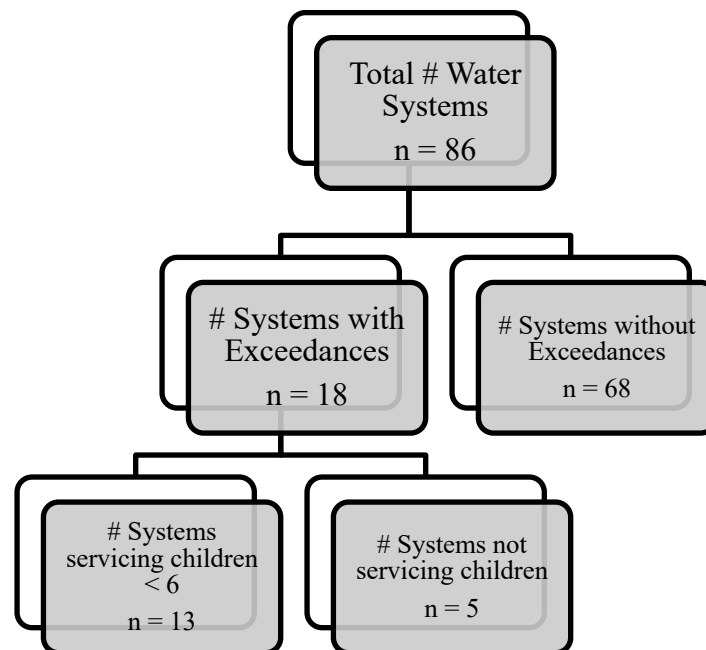 Total # Water
Systems
n = 86
# Systems with
Exceedances
n = 18
# Systems without
Exceedances
n = 68
# Systems
servicing children
< 6
n = 13
# Systems not
servicing children
n = 5